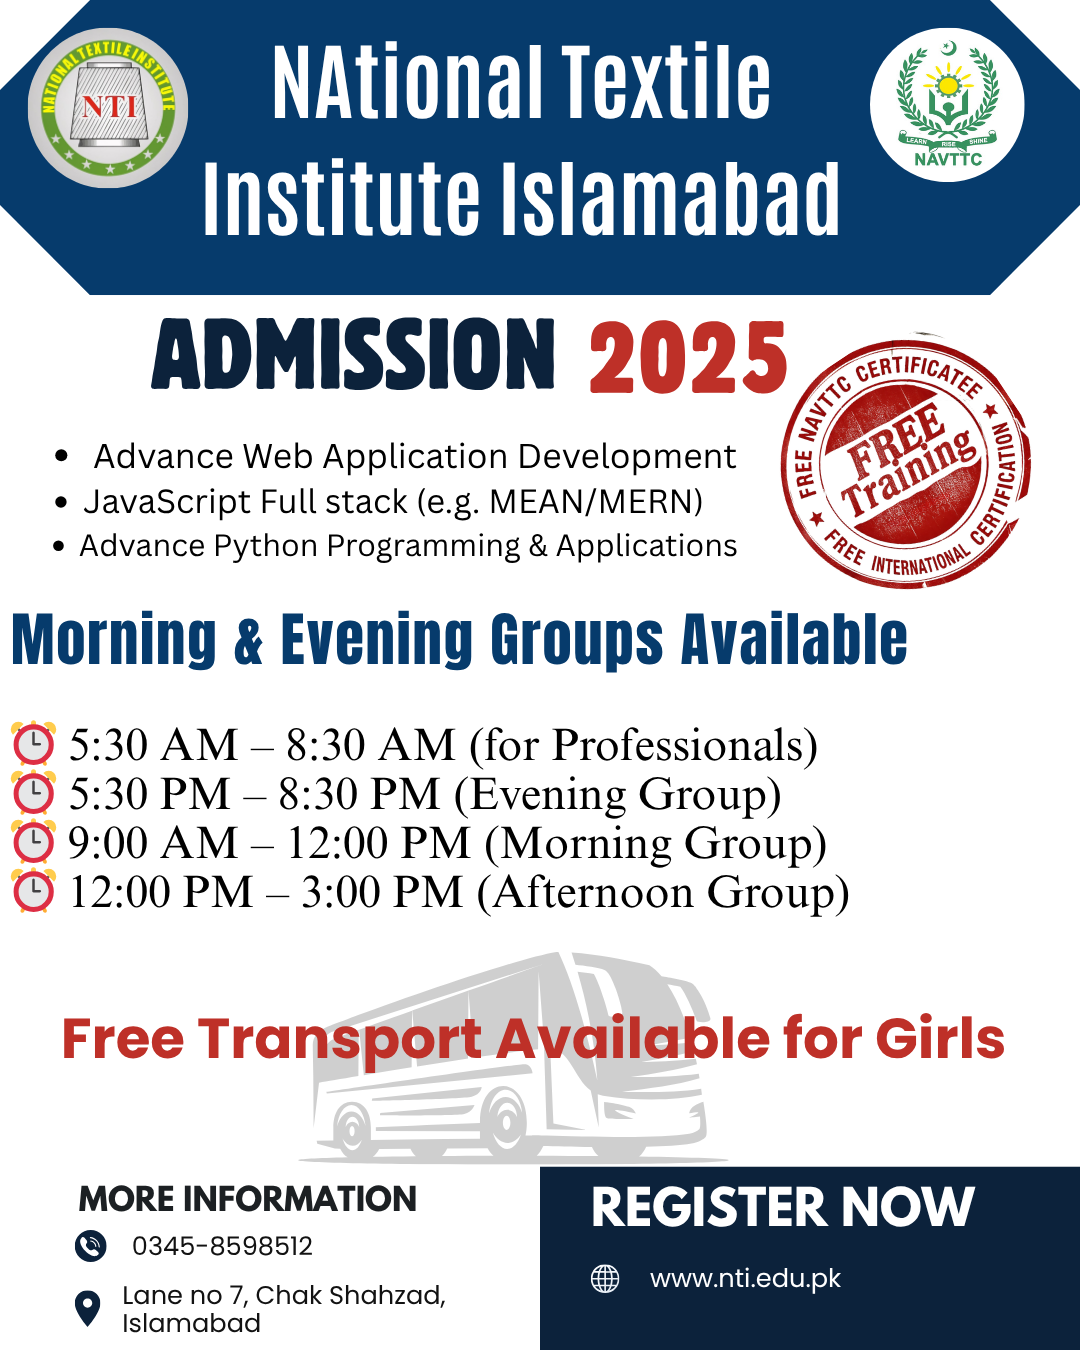 NATIONAL TEXTILE INSTITUTE
NTI
NAtional Textile
Institute Islamabad
LEARN RISE SHINE
NAVTTC
ADMISSION 2025
• Advance Web Application Development
• JavaScript Full stack (e.g. MEAN/MERN)
• Advance Python Programming & Applications
FREE NAVTTC CERTIFICATEE
FREE
Training
FREE INTERNATIONAL CERTIFICATION
Morning & Evening Groups Available
5:30 AM – 8:30 AM (for Professionals)
5:30 PM – 8:30 PM (Evening Group)
9:00 AM – 12:00 PM (Morning Group)
12:00 PM – 3:00 PM (Afternoon Group)
Free Transport Available for Girls
MORE INFORMATION
0345-8598512
Lane no 7, Chak Shahzad,
Islamabad
REGISTER NOW
www.nti.edu.pk